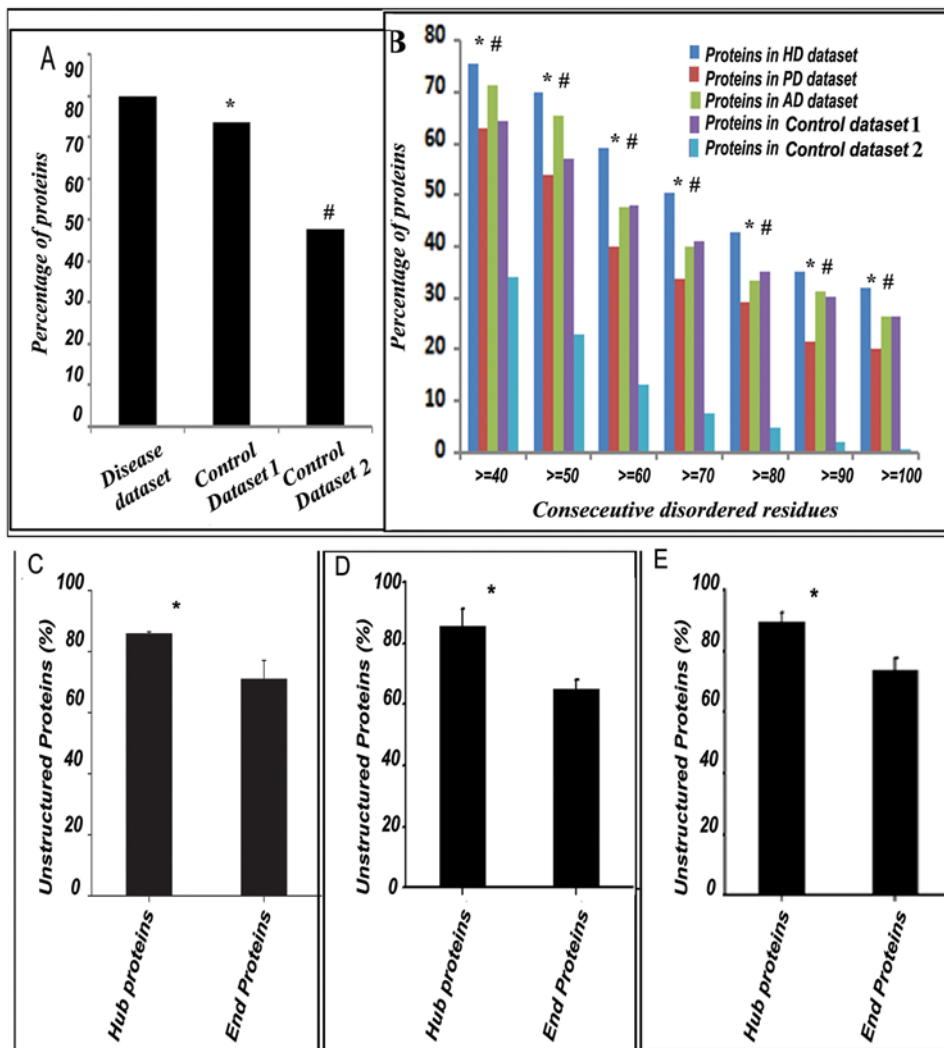 A
90
80
70
60
50
40
30
20
10
0
Percentage of proteins
*
#
Disease dataset
Control Dataset 1
Control Dataset 2
B
80
70
60
50
40
30
20
10
0
Percentage of proteins
* #
* #
* #
* #
* #
* #
* #
Proteins in HD dataset
Proteins in PD dataset
Proteins in AD dataset
Proteins in Control dataset 1
Proteins in Control dataset 2
>=40 >=50 >=60 >=70 >=80 >=90 >=100
Conseceutive disordered residues
C
100
80
60
40
20
0
Unstructured Proteins (%)
*
Hub proteins
End Proteins
D
100
80
60
40
20
0
Unstructured Proteins (%)
*
Hub proteins
End Proteins
E
100
80
60
40
20
0
Unstructured Proteins (%)
*
Hub proteins
End Proteins